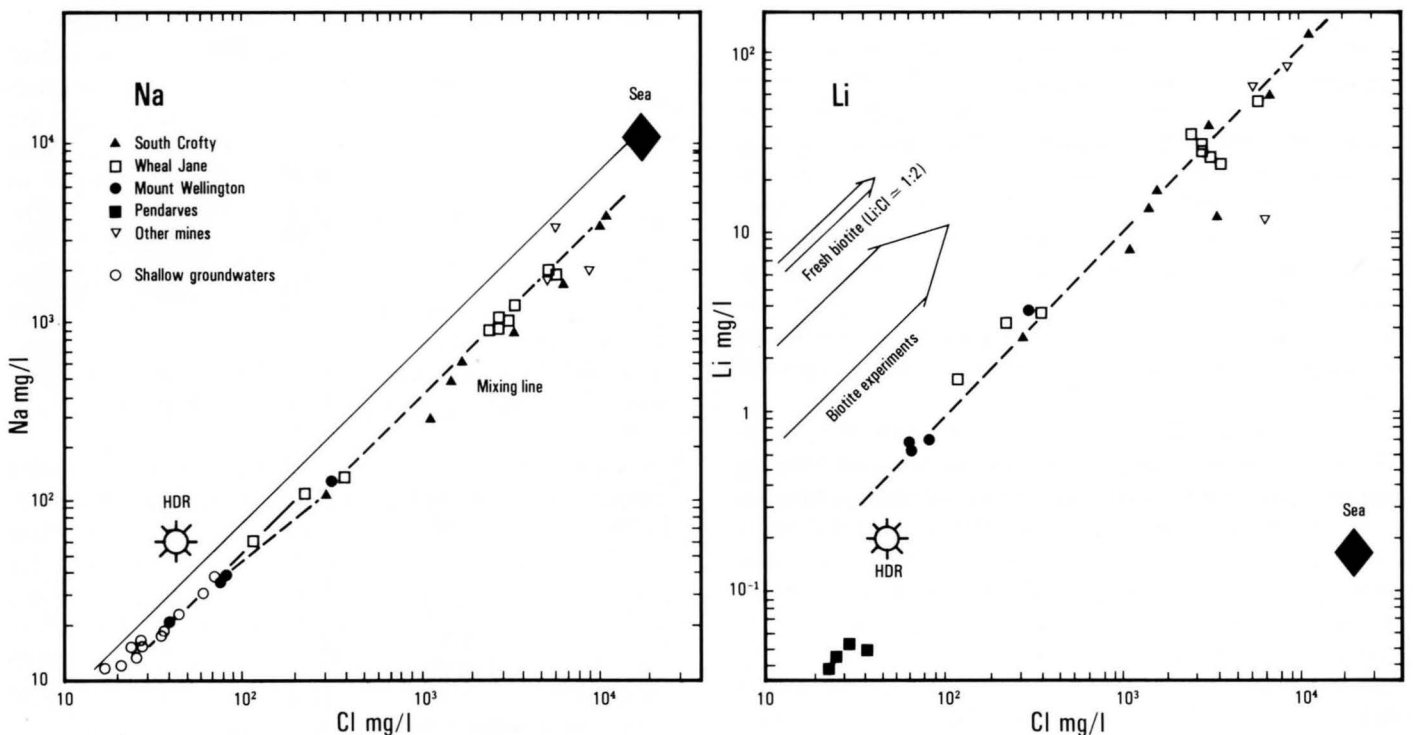 Na
Sea
South Crofty
Wheal Jane
Mount Wellington
Pendarves
Other mines
Shallow groundwaters
Mixing line
HDR
10⁴
10³
10²
10
Na mg/l
10
10²
10³
10⁴
Cl mg/l
Li
Fresh biotite (Li:Cl ≃ 1:2)
Biotite experiments
Sea
HDR
10²
10
1
10⁻¹
Li mg/l
10
10²
10³
10⁴
Cl mg/l